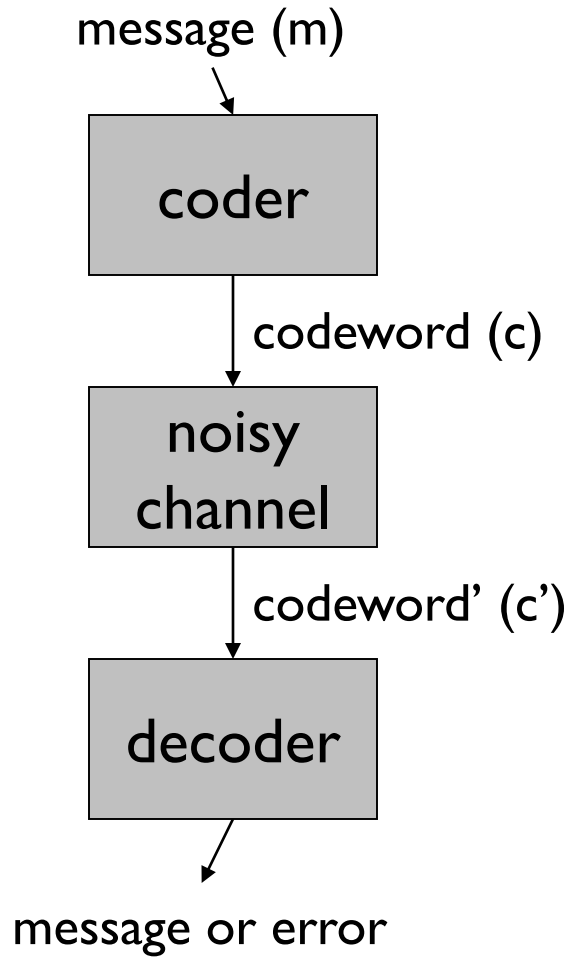 message (m)
coder
codeword (c)
noisy
channel
codeword’ (c’)
decoder
message or error